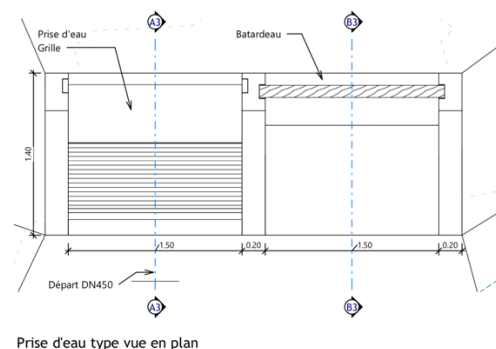 A3
B3
Prise d'eau
Grille
Batardeau
1.40
1.50
0.20
1.50
0.20
Départ DN450
A3
B3
Prise d'eau type vue en plan